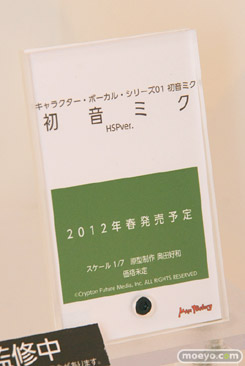 キャラクター・ボーカル・シリーズ01 初音ミク
初音ミク
HSPver.
2012年春発売予定
スケール 1/7 原型制作 奥田好和
価格未定
©Crypton Future Media, Inc. ALL RIGHTS RESERVED
Max Factory
監修中
moeyo.com